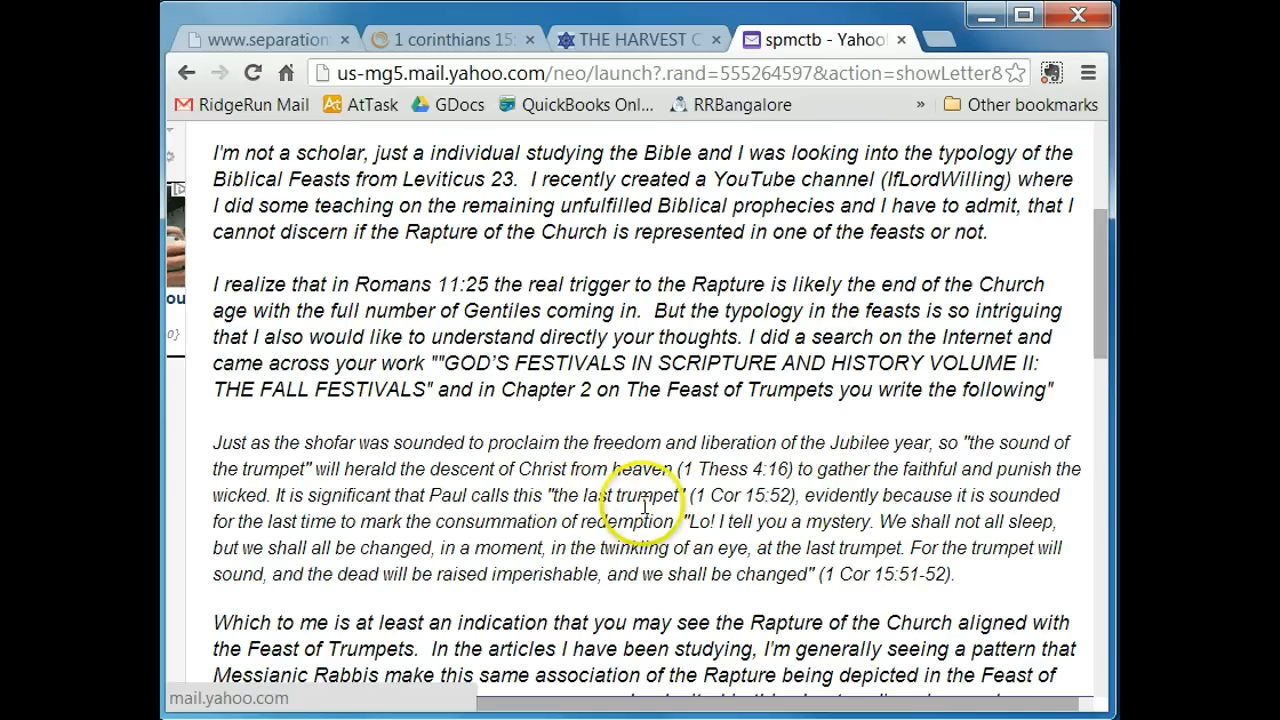 www.separation
1 corinthians 15:
THE HARVEST C
spmctb - Yahoo!
us-mg5.mail.yahoo.com/neo/launch?.rand=555264597&action=showLetter&
RidgeRun Mail
AtTask
GDocs
QuickBooks Onl...
RRBangalore
»
Other bookmarks
I'm not a scholar, just a individual studying the Bible and I was looking into the typology of the
Biblical Feasts from Leviticus 23.  I recently created a YouTube channel (IfLordWilling) where
I did some teaching on the remaining unfulfilled Biblical prophecies and I have to admit, that I
cannot discern if the Rapture of the Church is represented in one of the feasts or not.
I realize that in Romans 11:25 the real trigger to the Rapture is likely the end of the Church
age with the full number of Gentiles coming in.  But the typology in the feasts is so intriguing
that I also would like to understand directly your thoughts. I did a search on the Internet and
came across your work ""GOD'S FESTIVALS IN SCRIPTURE AND HISTORY VOLUME II:
THE FALL FESTIVALS" and in Chapter 2 on The Feast of Trumpets you write the following"
Just as the shofar was sounded to proclaim the freedom and liberation of the Jubilee year, so "the sound of
the trumpet" will herald the descent of Christ from heaven (1 Thess 4:16) to gather the faithful and punish the
wicked. It is significant that Paul calls this "the last trumpet" (1 Cor 15:52), evidently because it is sounded
for the last time to mark the consummation of redemption. "Lo! I tell you a mystery. We shall not all sleep,
but we shall all be changed, in a moment, in the twinkling of an eye, at the last trumpet. For the trumpet will
sound, and the dead will be raised imperishable, and we shall be changed" (1 Cor 15:51-52).
Which to me is at least an indication that you may see the Rapture of the Church aligned with
the Feast of Trumpets.  In the articles I have been studying, I'm generally seeing a pattern that
Messianic Rabbis make this same association of the Rapture being depicted in the Feast of
mail.yahoo.com